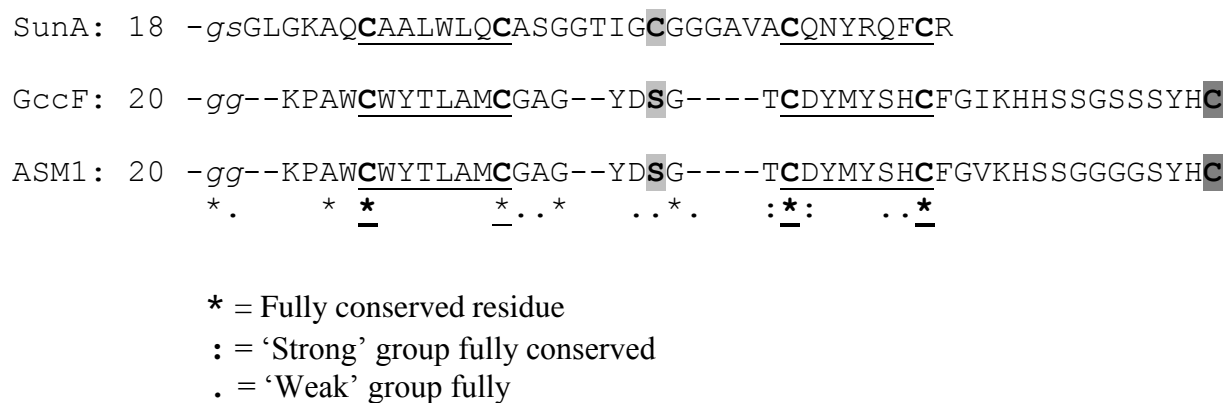 SunA: 18 -gsGLGKAQCAALWLQCASGGTIGCGGGAVACQNYRQFCR
GccF: 20 -gg--KPAWCWYTLAMCGAG--YDSG----TCDYMYSHCFGIKHHSSGSSSYHC
ASM1: 20 -gg--KPAWCWYTLAMCGAG--YDSG----TCDYMYSHCFGVKHSSGGGGSYHC
*. * * *..* ..*. :*: ..*
* = Fully conserved residue
: = ‘Strong’ group fully conserved
. = ‘Weak’ group fully